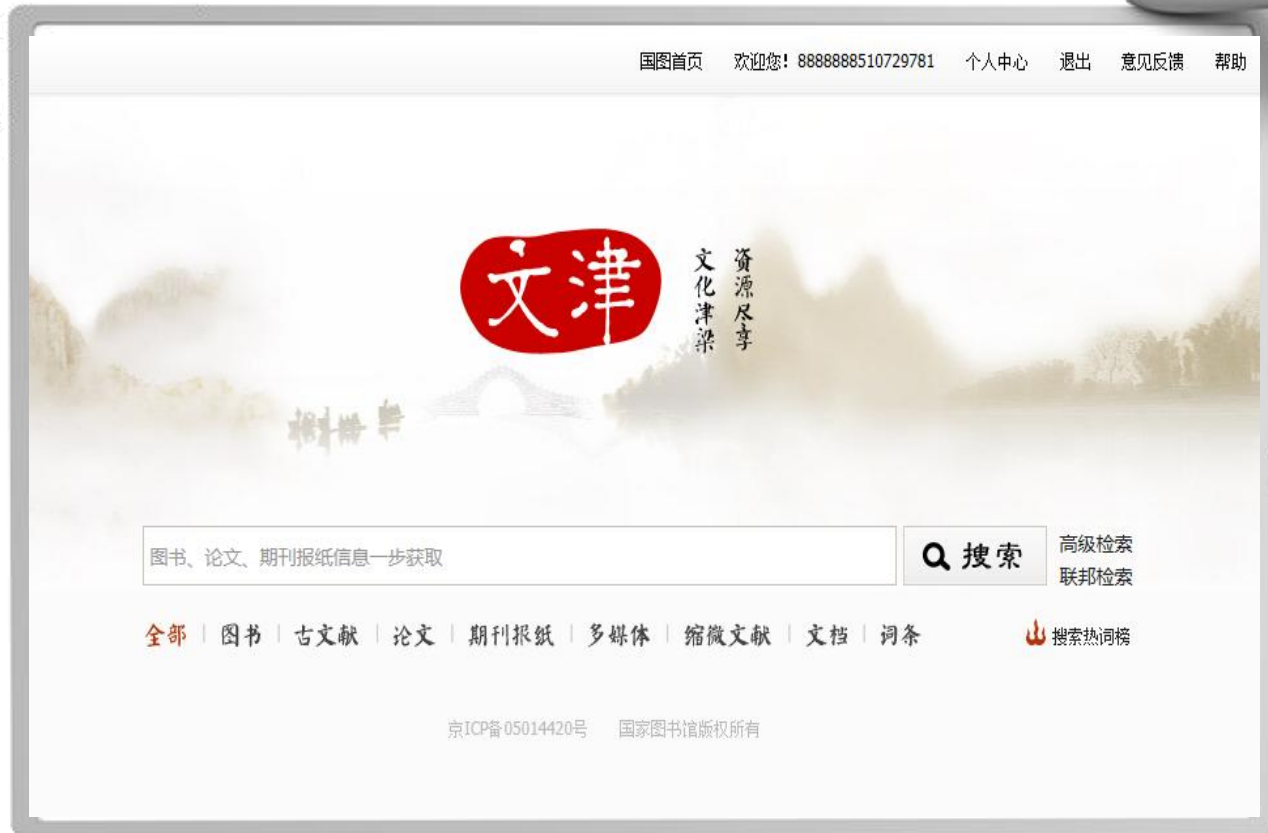 国图首页 欢迎您！8888888510729781 个人中心 退出 意见反馈 帮助
文津
资源尽享
文化津梁
图书、论文、期刊报纸信息一步获取
搜索
高级检索
联邦检索
全部 | 图书 | 古文献 | 论文 | 期刊报纸 | 多媒体 | 缩微文献 | 文档 | 词条
搜索热词榜
京ICP备05014420号 国家图书馆版权所有